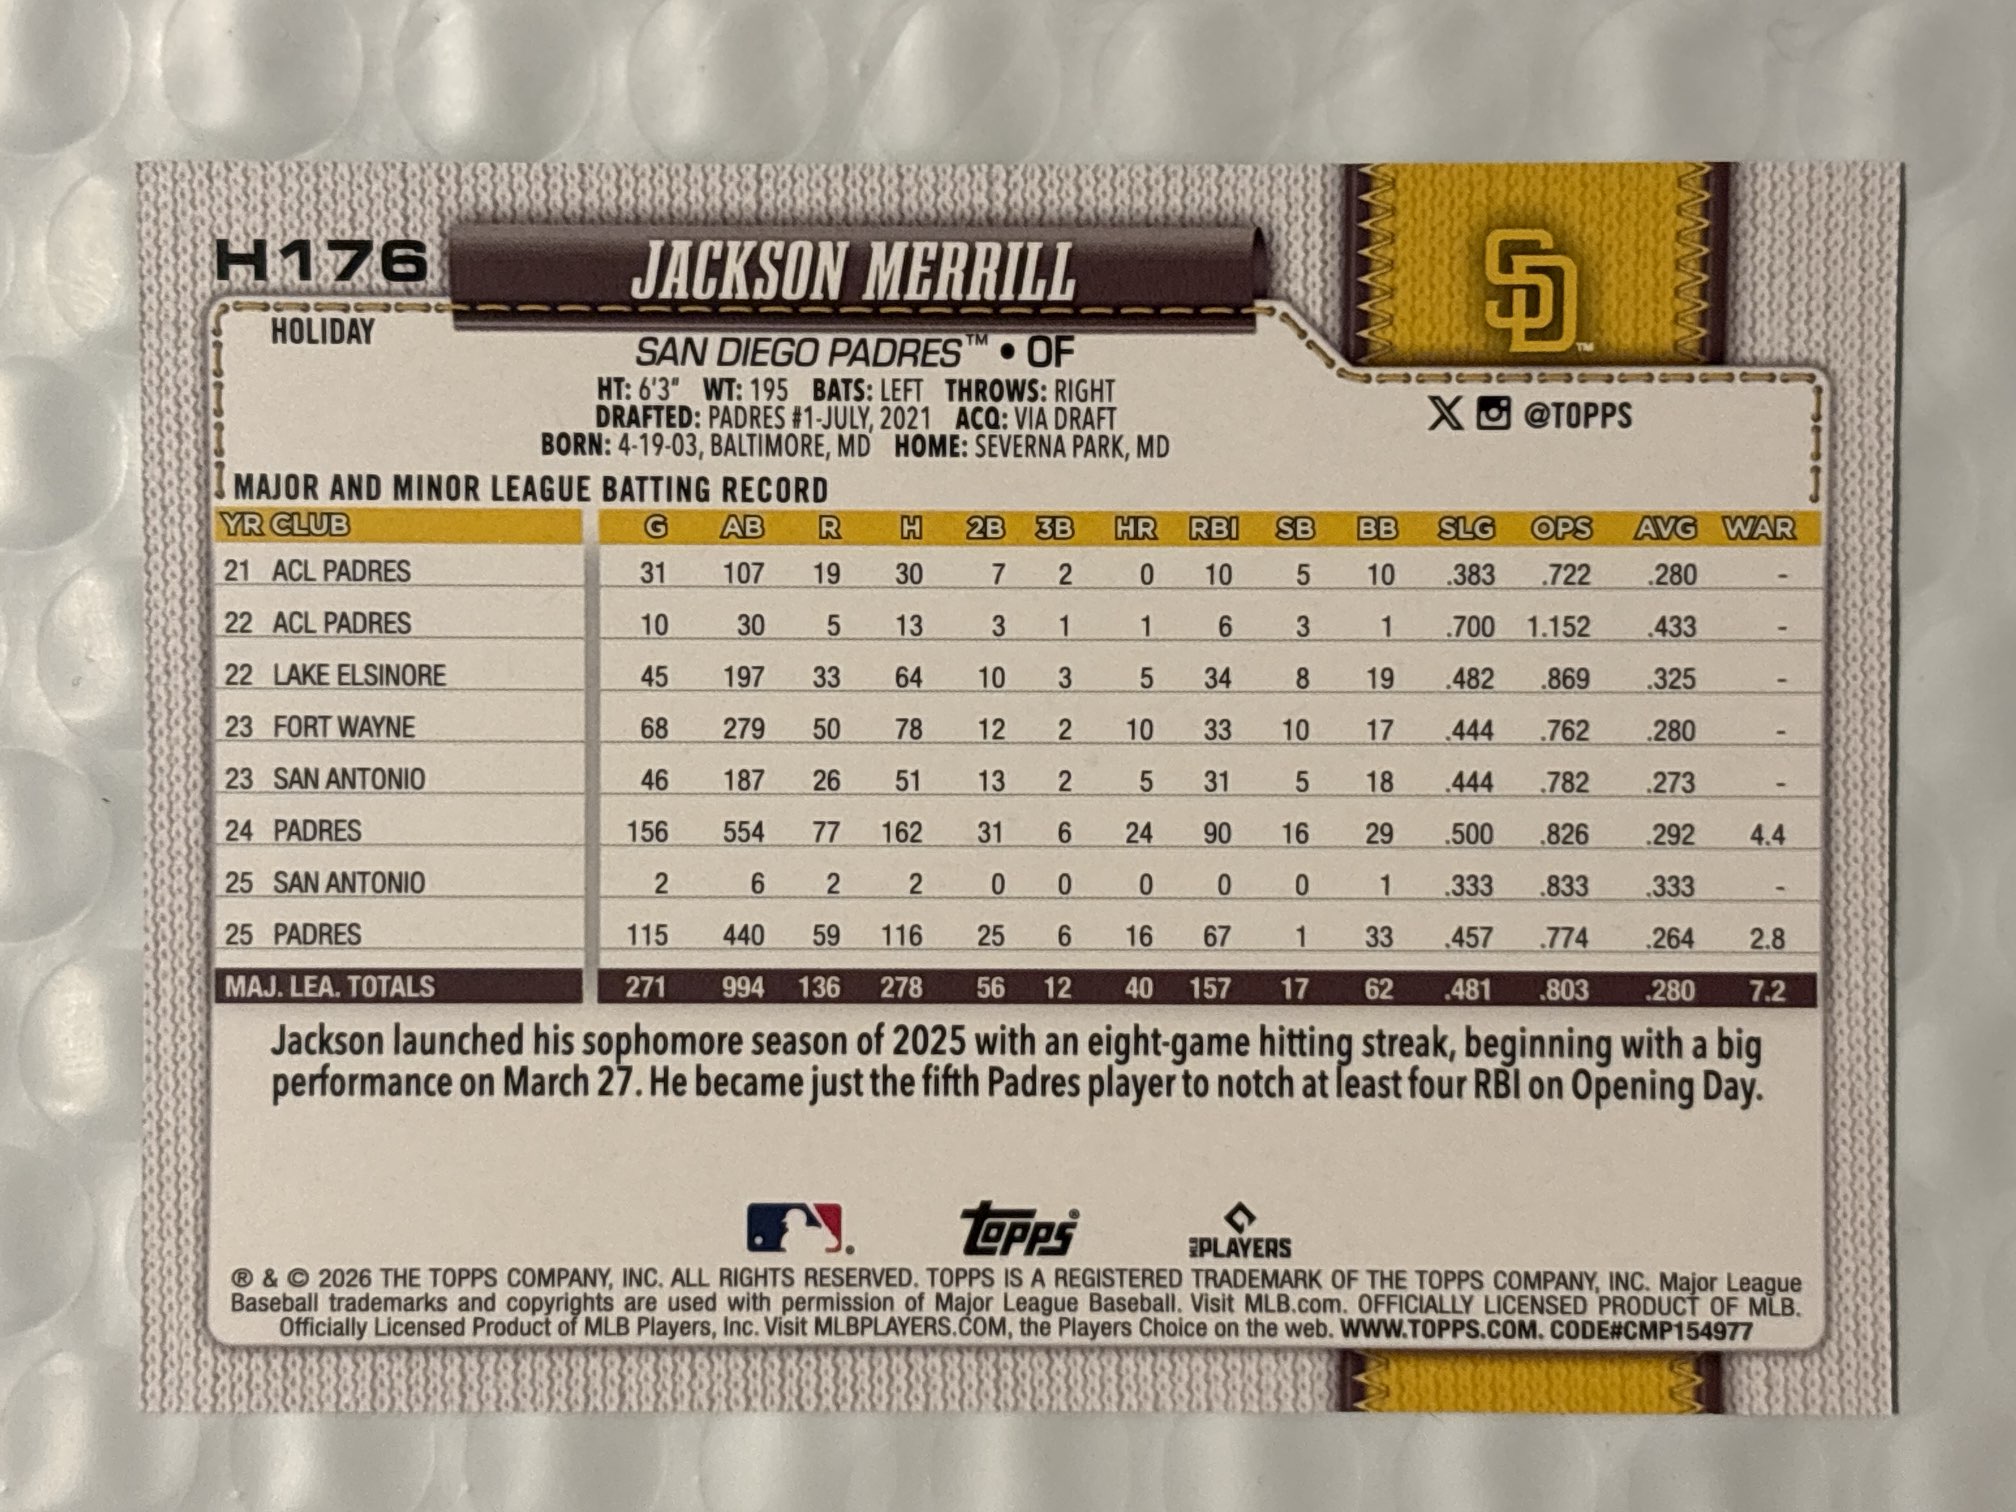 H176
JACKSON MERRILL
SD™
HOLIDAY
SAN DIEGO PADRES™ • OF
HT: 6'3" WT: 195 BATS: LEFT THROWS: RIGHT
DRAFTED: PADRES #1-JULY, 2021 ACQ: VIA DRAFT
BORN: 4-19-03, BALTIMORE, MD HOME: SEVERNA PARK, MD
X @TOPPS
MAJOR AND MINOR LEAGUE BATTING RECORD
YR CLUB G AB R H 2B 3B HR RBI SB BB SLG OPS AVG WAR
21 ACL PADRES 31 107 19 30 7 2 0 10 5 10 .383 .722 .280 -
22 ACL PADRES 10 30 5 13 3 1 1 6 3 1 .700 1.152 .433 -
22 LAKE ELSINORE 45 197 33 64 10 3 5 34 8 19 .482 .869 .325 -
23 FORT WAYNE 68 279 50 78 12 2 10 33 10 17 .444 .762 .280 -
23 SAN ANTONIO 46 187 26 51 13 2 5 31 5 18 .444 .782 .273 -
24 PADRES 156 554 77 162 31 6 24 90 16 29 .500 .826 .292 4.4
25 SAN ANTONIO 2 6 2 2 0 0 0 0 0 1 .333 .833 .333 -
25 PADRES 115 440 59 116 25 6 16 67 1 33 .457 .774 .264 2.8
MAJ. LEA. TOTALS 271 994 136 278 56 12 40 157 17 62 .481 .803 .280 7.2
Jackson launched his sophomore season of 2025 with an eight-game hitting streak, beginning with a big
performance on March 27. He became just the fifth Padres player to notch at least four RBI on Opening Day.
® Topps® MLB PLAYERS
® & © 2026 THE TOPPS COMPANY, INC. ALL RIGHTS RESERVED. TOPPS IS A REGISTERED TRADEMARK OF THE TOPPS COMPANY, INC. Major League
Baseball trademarks and copyrights are used with permission of Major League Baseball. Visit MLB.com. OFFICIALLY LICENSED PRODUCT OF MLB.
Officially Licensed Product of MLB Players, Inc. Visit MLBPLAYERS.COM, the Players Choice on the web. WWW.TOPPS.COM. CODE#CMP154977